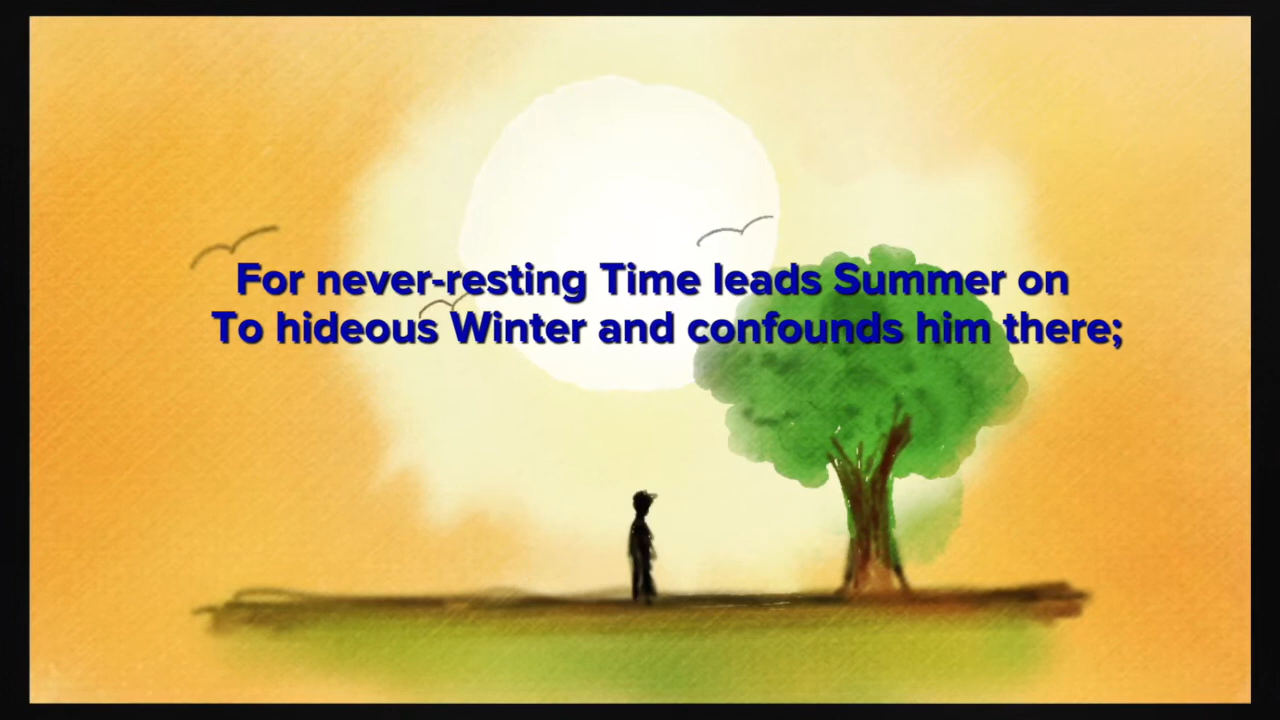 For never-resting Time leads Summer on
To hideous Winter and confounds him there;